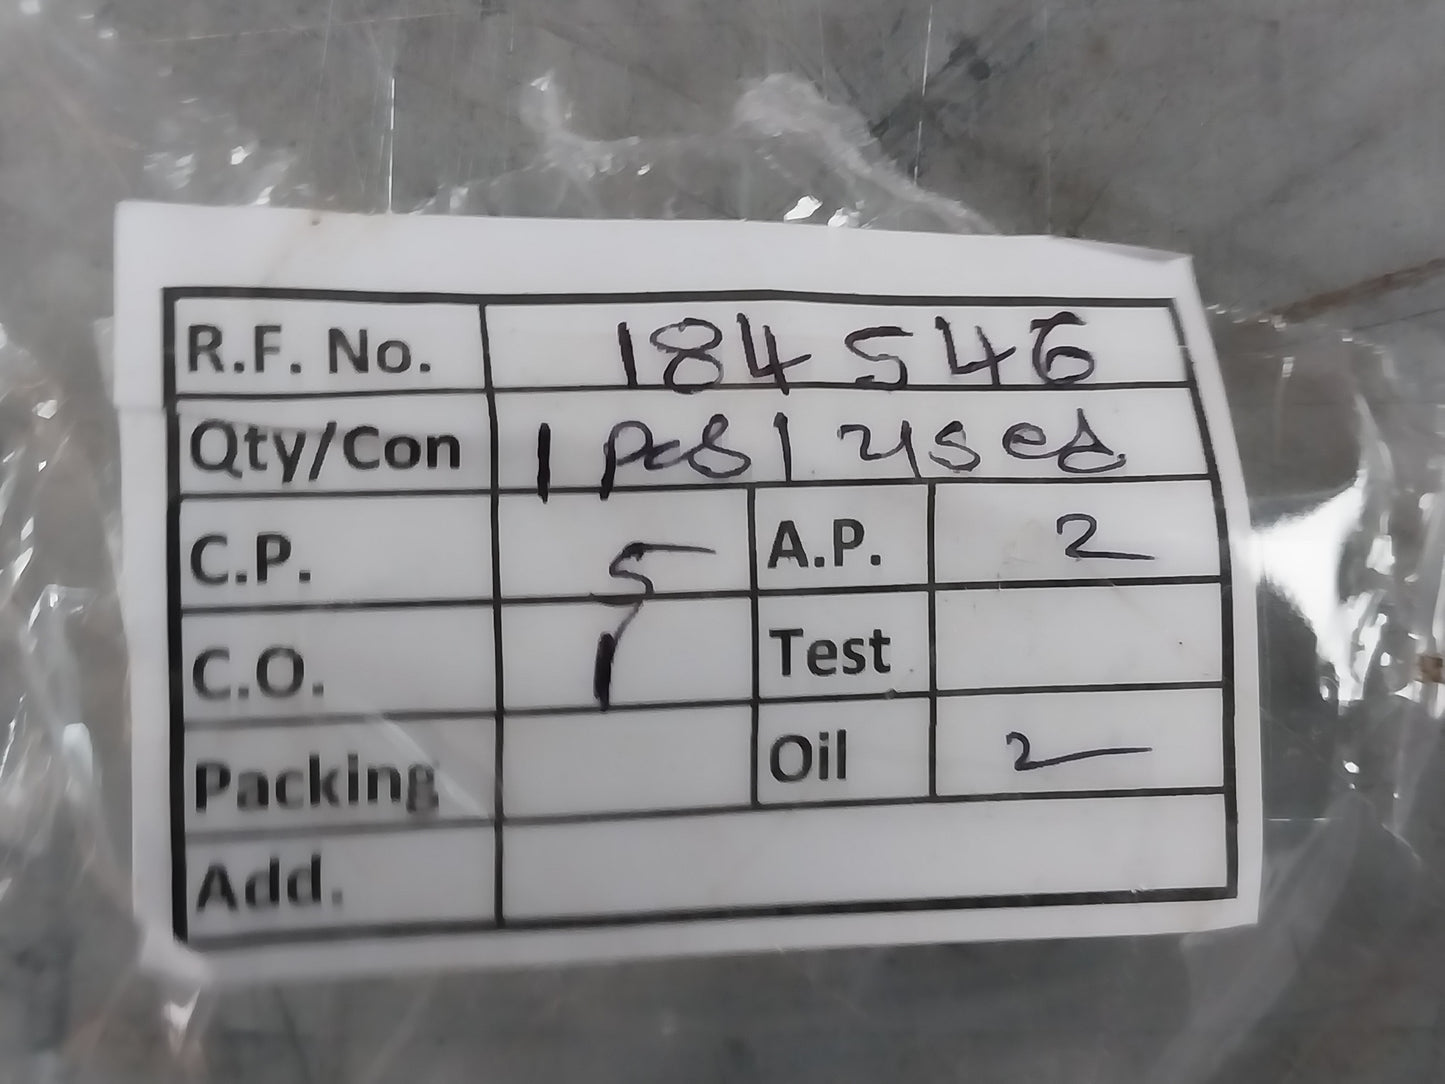 R.F. No. 184546
Qty/Con 1 pcs / used
C.P. 5 A.P. 2
C.O. 1 Test
Packing Oil 2
Add.